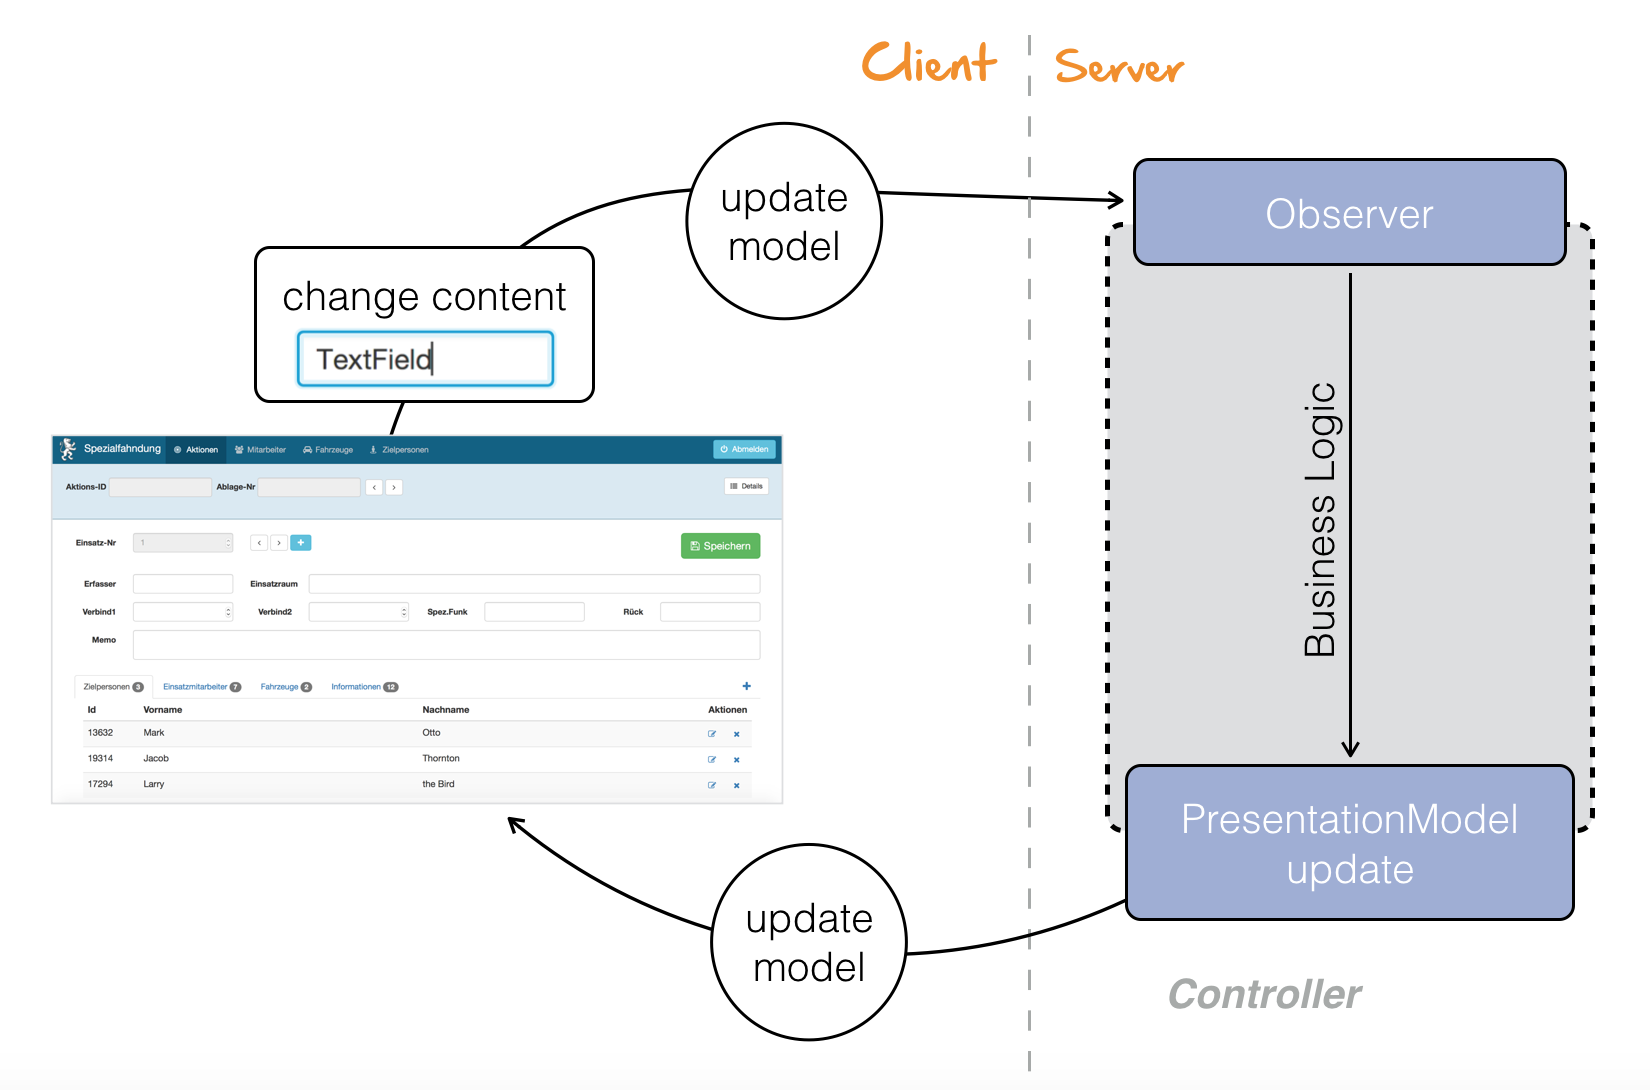 Client
Server
update
model
Observer
change content
TextField
Spezialfahndung Aktionen Mitarbeiter Fahrzeuge Zielpersonen Abmelden
Aktions-ID Ablage-Nr < > Details
Einsatz-Nr 1 < > + Speichern
Erfasser Einsatzraum
Verbind1 Verbind2 Spez.Funk Rück
Memo
Zielpersonen 3 Einsatzmitarbeiter 7 Fahrzeuge 2 Informationen 12 +
Id Vorname Nachname Aktionen
13632 Mark Otto
19314 Jacob Thornton
17294 Larry the Bird
Business Logic
PresentationModel
update
update
model
Controller